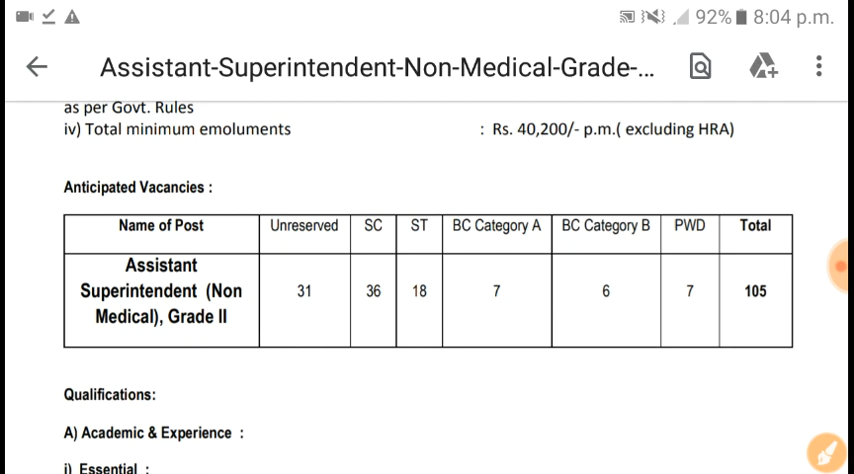 92% 8:04 p.m.
Assistant-Superintendent-Non-Medical-Grade-...
as per Govt. Rules
iv) Total minimum emoluments : Rs. 40,200/- p.m.( excluding HRA)
Anticipated Vacancies :
Name of Post Unreserved SC ST BC Category A BC Category B PWD Total
Assistant
Superintendent (Non 31 36 18 7 6 7 105
Medical), Grade II
Qualifications:
A) Academic & Experience :
i) Essential :